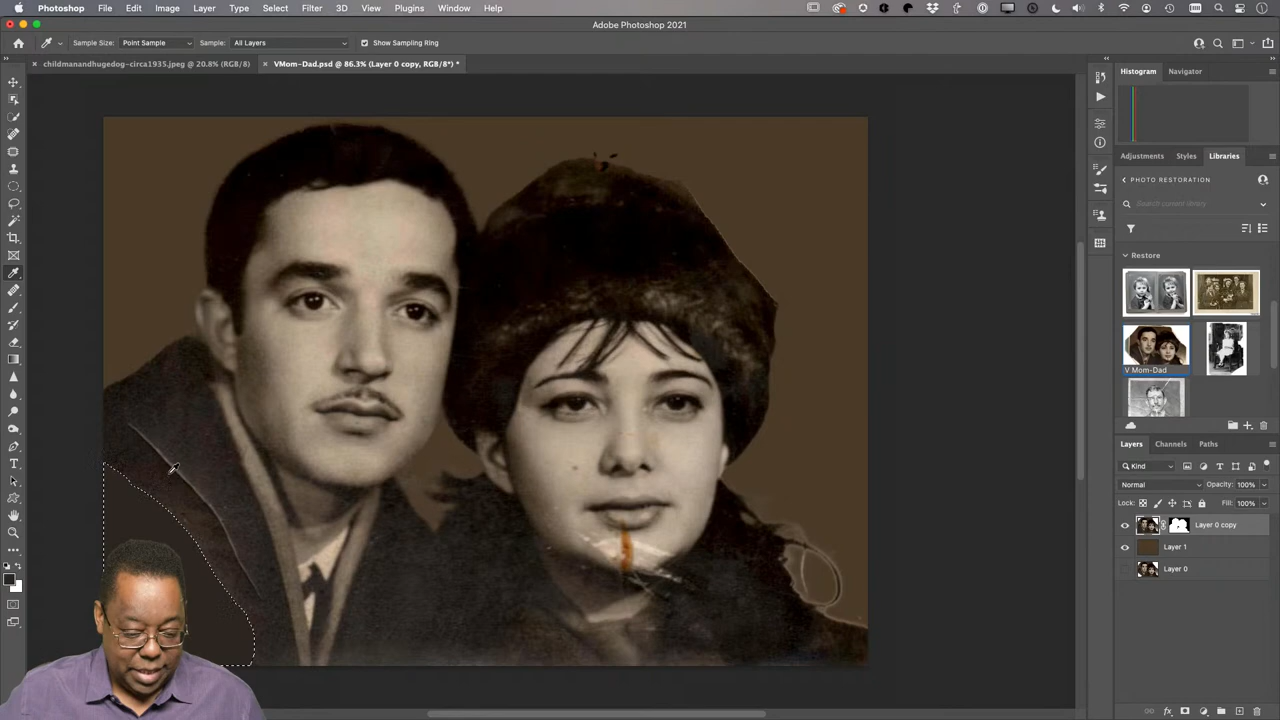 Photoshop File Edit Image Layer Type Select Filter 3D View Plugins Window Help
Adobe Photoshop 2021
Sample Size: Point Sample Sample: All Layers Show Sampling Ring
childmanandhugedog-circa1935.jpeg @ 20.8% (RGB/8) VMom-Dad.psd @ 86.3% (Layer 0 copy, RGB/8*) *
Histogram Navigator
Adjustments Styles Libraries
PHOTO RESTORATION
Search current library
Restore
V Mom-Dad
Layers Channels Paths
Kind
Normal Opacity: 100%
Lock: Fill: 100%
Layer 0 copy
Layer 1
Layer 0